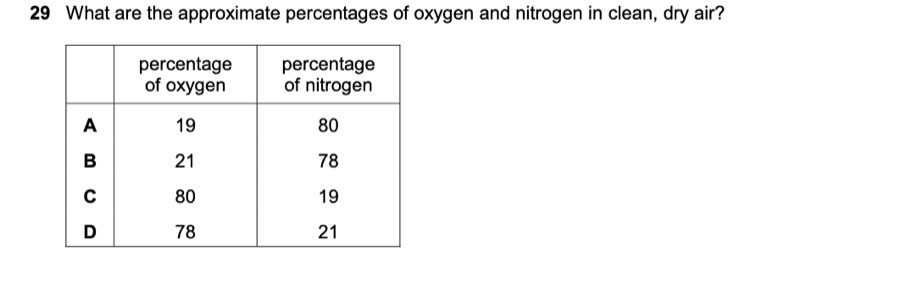 29 What are the approximate percentages of oxygen and nitrogen in clean, dry air?
percentage of oxygen percentage of nitrogen
A 19 80
B 21 78
C 80 19
D 78 21